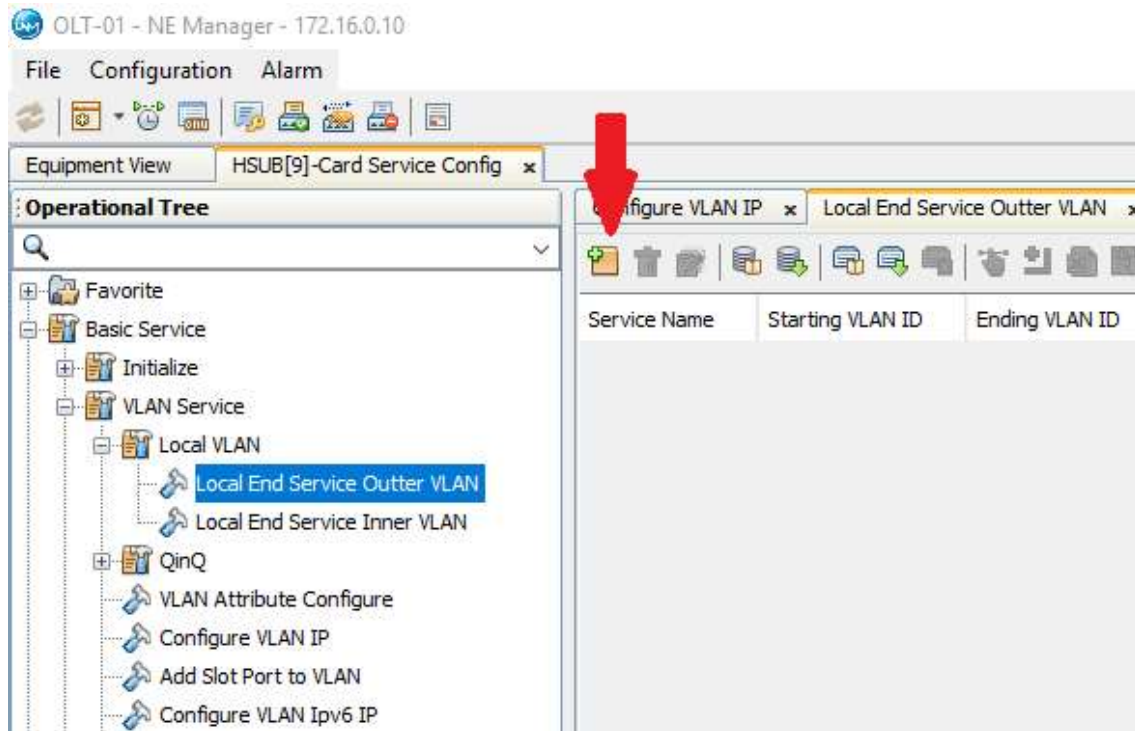 OLT-01 - NE Manager - 172.16.0.10
File Configuration Alarm
Equipment View HSUB[9]-Card Service Config
Operational Tree
Favorite
Basic Service
Initialize
VLAN Service
Local VLAN
Local End Service Outter VLAN
Local End Service Inner VLAN
QinQ
VLAN Attribute Configure
Configure VLAN IP
Add Slot Port to VLAN
Configure VLAN Ipv6 IP
figure VLAN IP Local End Service Outter VLAN
Service Name Starting VLAN ID Ending VLAN ID